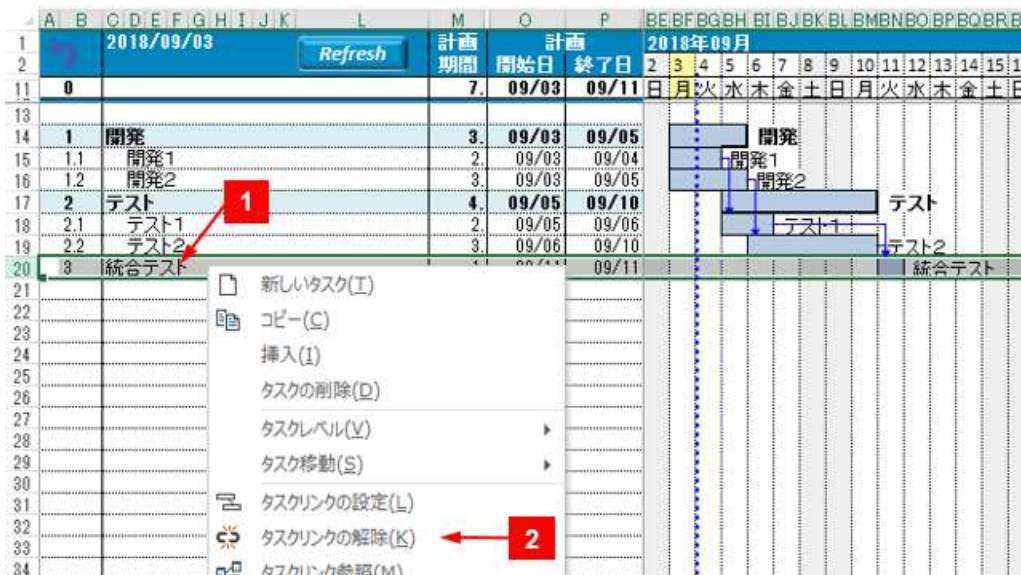 A B C D E F G H I J K L M O P BE BF BG BH BI BJ BK BL BM BN BO BP BQ BR B
1 2018/09/03 Refresh 計画 計画 2018年09月
2 期間 開始日 終了日 2 3 4 5 6 7 8 9 10 11 12 13 14 15 1
11 0 7. 09/03 09/11 日 月 火 水 木 金 土 日 月 火 水 木 金 土 日
13
14 1 開発 3. 09/03 09/05 開発
15 1.1 開発1 2. 09/03 09/04 開発1
16 1.2 開発2 3. 09/03 09/05 開発2
17 2 テスト 4. 09/05 09/10 テスト
1
18 2.1 テスト1 2. 09/05 09/06 テスト1
19 2.2 テスト2 3. 09/06 09/10 テスト2
20 3 統合テスト 09/11 統合テスト
21 新しいタスク(T)
22
23 コピー(C)
24 挿入(I)
25
26 タスクの削除(D)
27
28 タスクレベル(V)
29 タスク移動(S)
30
31 タスクリンクの設定(L)
32
33 タスクリンクの解除(K) 2
34 タスクリンク参照(M)